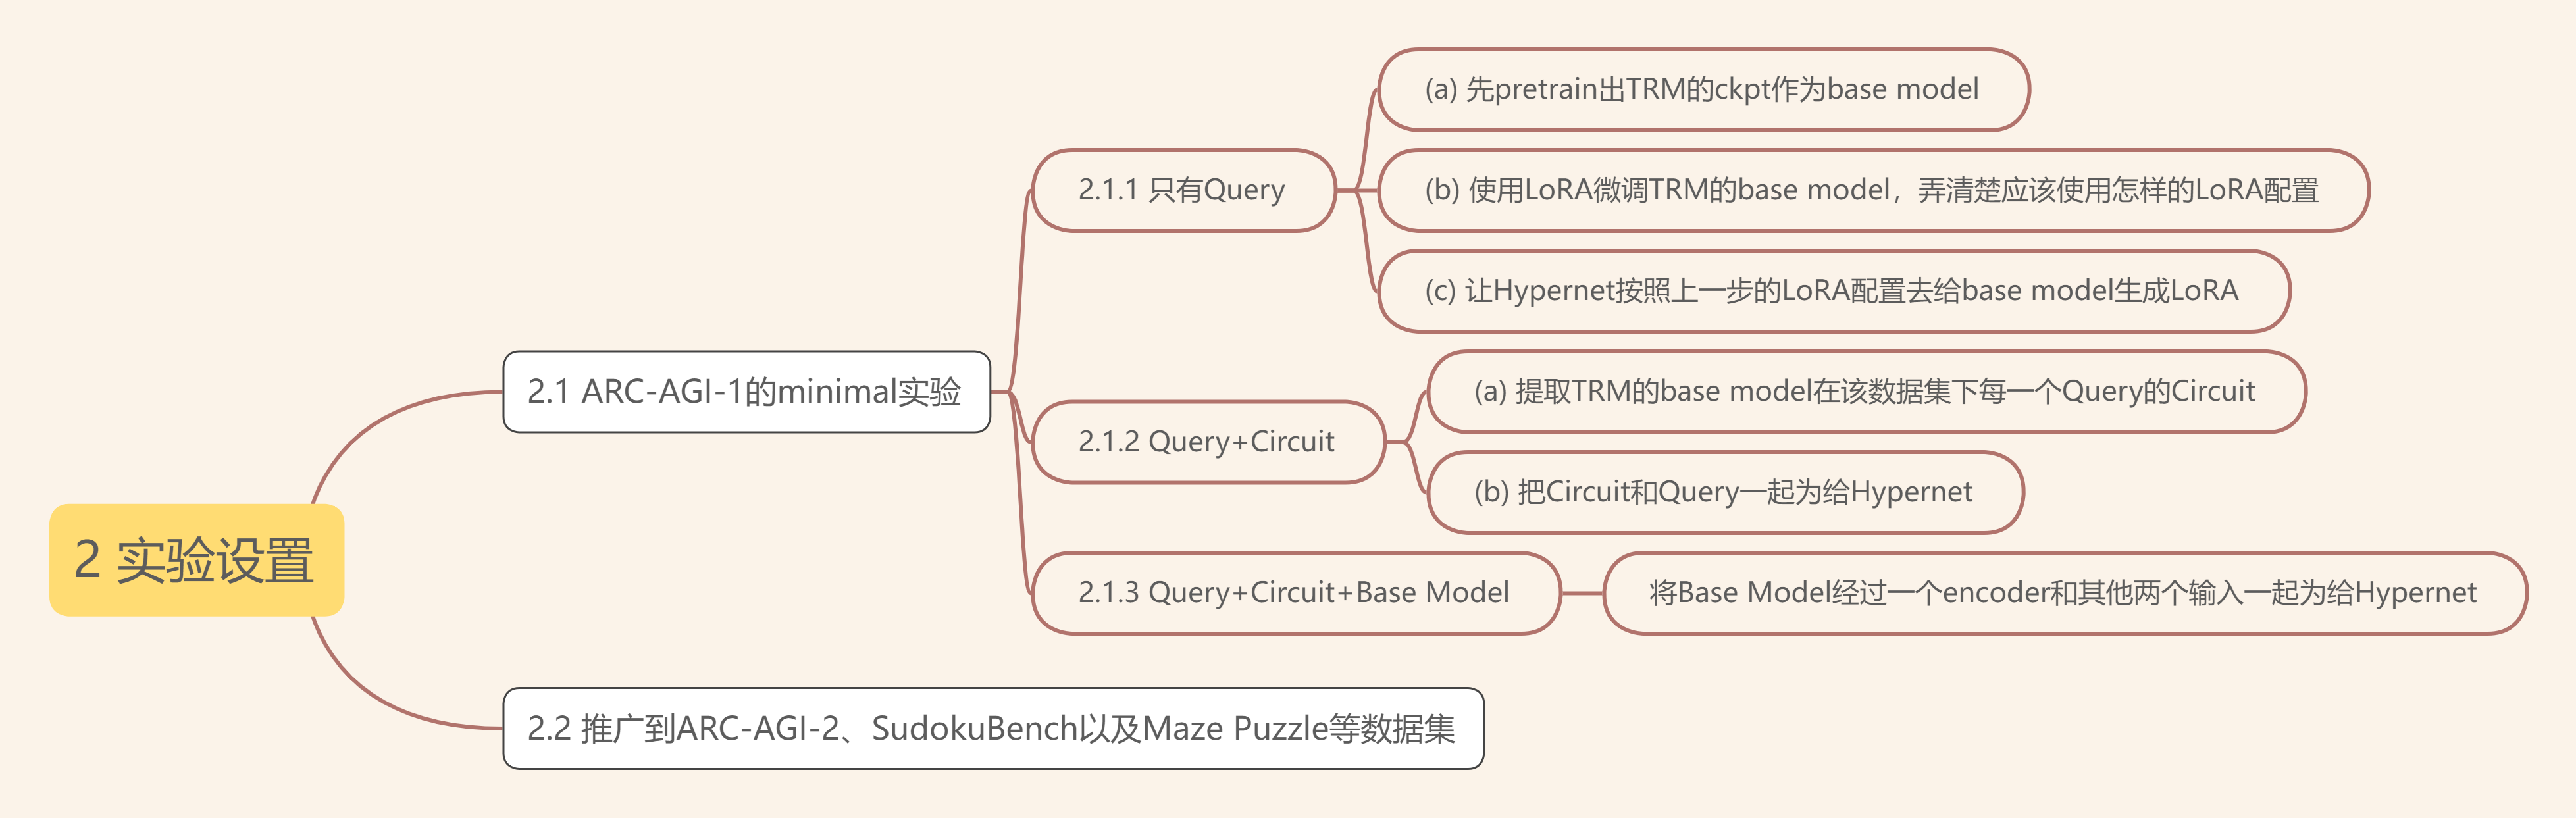 2 实验设置
2.1 ARC-AGI-1的minimal实验
2.1.1 只有Query
(a) 先pretrain出TRM的ckpt作为base model
(b) 使用LoRA微调TRM的base model，弄清楚应该使用怎样的LoRA配置
(c) 让Hypernet按照上一步的LoRA配置去给base model生成LoRA
2.1.2 Query+Circuit
(a) 提取TRM的base model在该数据集下每一个Query的Circuit
(b) 把Circuit和Query一起为给Hypernet
2.1.3 Query+Circuit+Base Model
将Base Model经过一个encoder和其他两个输入一起为给Hypernet
2.2 推广到ARC-AGI-2、SudokuBench以及Maze Puzzle等数据集